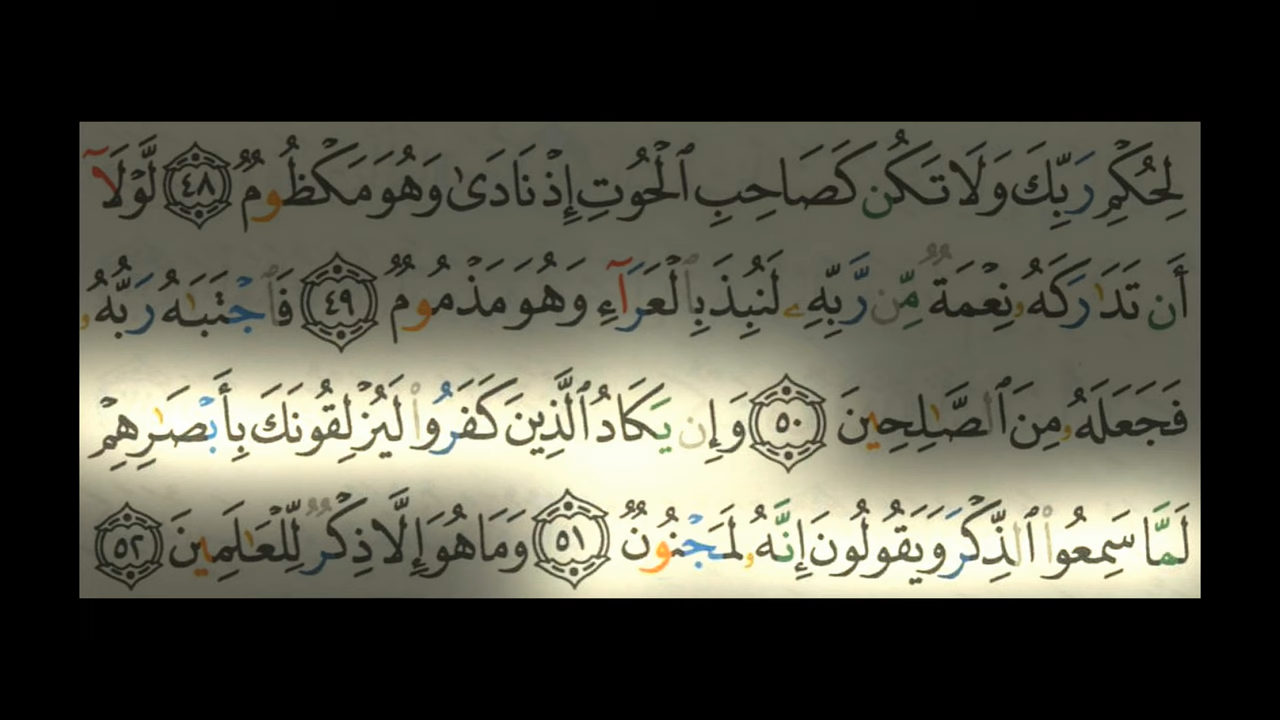 لِحُكْمِ رَبِّكَ وَلَا تَكُن كَصَاحِبِ ٱلْحُوتِ إِذْ نَادَىٰ وَهُوَ مَكْظُومٌ ٤٨ لَّوْلَآ
أَن تَدَٰرَكَهُۥ نِعْمَةٌ مِّن رَّبِّهِۦ لَنُبِذَ بِٱلْعَرَآءِ وَهُوَ مَذْمُومٌ ٤٩ فَٱجْتَبَٰهُ رَبُّهُۥ
فَجَعَلَهُۥ مِنَ ٱلصَّٰلِحِينَ ٥٠ وَإِن يَكَادُ ٱلَّذِينَ كَفَرُوا۟ لَيُزْلِقُونَكَ بِأَبْصَٰرِهِمْ
لَمَّا سَمِعُوا۟ ٱلذِّكْرَ وَيَقُولُونَ إِنَّهُۥ لَمَجْنُونٌ ٥١ وَمَا هُوَ إِلَّا ذِكْرٌ لِّلْعَٰلَمِينَ ٥٢